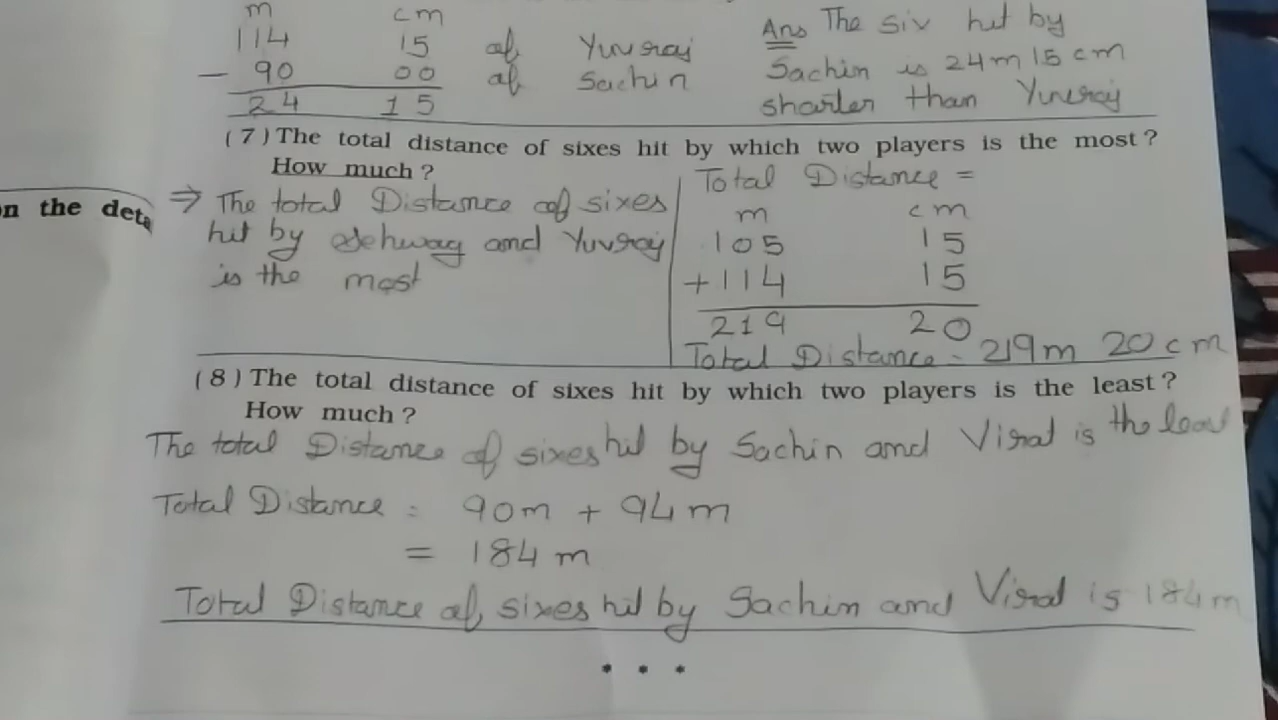 m cm
114 15 of Yuvraj
- 90 00 of Sachin
24 15
Ans The six hit by
Sachin is 24m 15 cm
shorter than Yuvraj
(7) The total distance of sixes hit by which two players is the most?
How much?
n the deta
⇒ The total Distance of sixes
hit by Sehwag and Yuvraj
is the most
Total Distance =
m cm
105 15
+114 15
219 20
Total Distance = 219m 20cm
(8) The total distance of sixes hit by which two players is the least?
How much?
The total Distance of sixes hit by Sachin and Virat is the leas
Total Distance = 90m + 94m
= 184 m
Total Distance of sixes hit by Sachin and Virat is 184m
* * *